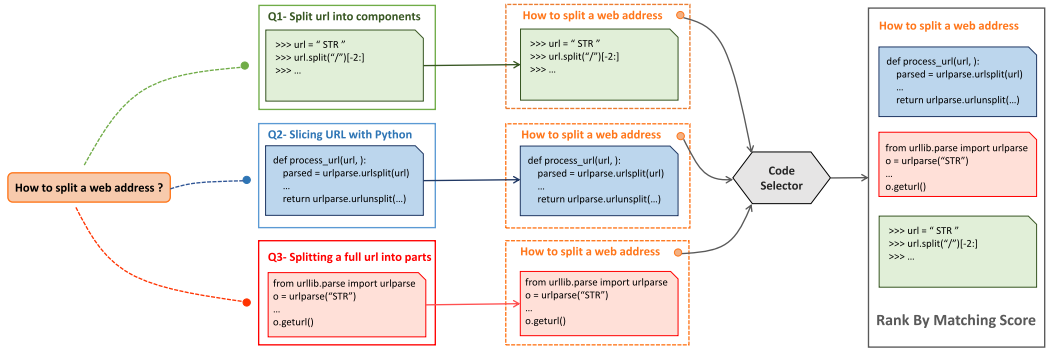 How to split a web address ?
Q1- Split url into components
>>> url = “ STR ”
>>> url.split(“/”)[-2:]
>>> ...
Q2- Slicing URL with Python
def process_url(url, ):
parsed = urlparse.urlsplit(url)
...
return urlparse.urlunsplit(...)
Q3- Splitting a full url into parts
from urllib.parse import urlparse
o = urlparse(“STR”)
...
o.geturl()
How to split a web address
>>> url = “ STR ”
>>> url.split(“/”)[-2:]
>>> ...
How to split a web address
def process_url(url, ):
parsed = urlparse.urlsplit(url)
...
return urlparse.urlunsplit(...)
How to split a web address
from urllib.parse import urlparse
o = urlparse(“STR”)
...
o.geturl()
Code
Selector
How to split a web address
def process_url(url, ):
parsed = urlparse.urlsplit(url)
...
return urlparse.urlunsplit(...)
from urllib.parse import urlparse
o = urlparse(“STR”)
...
o.geturl()
>>> url = “ STR ”
>>> url.split(“/”)[-2:]
>>> ...
Rank By Matching Score